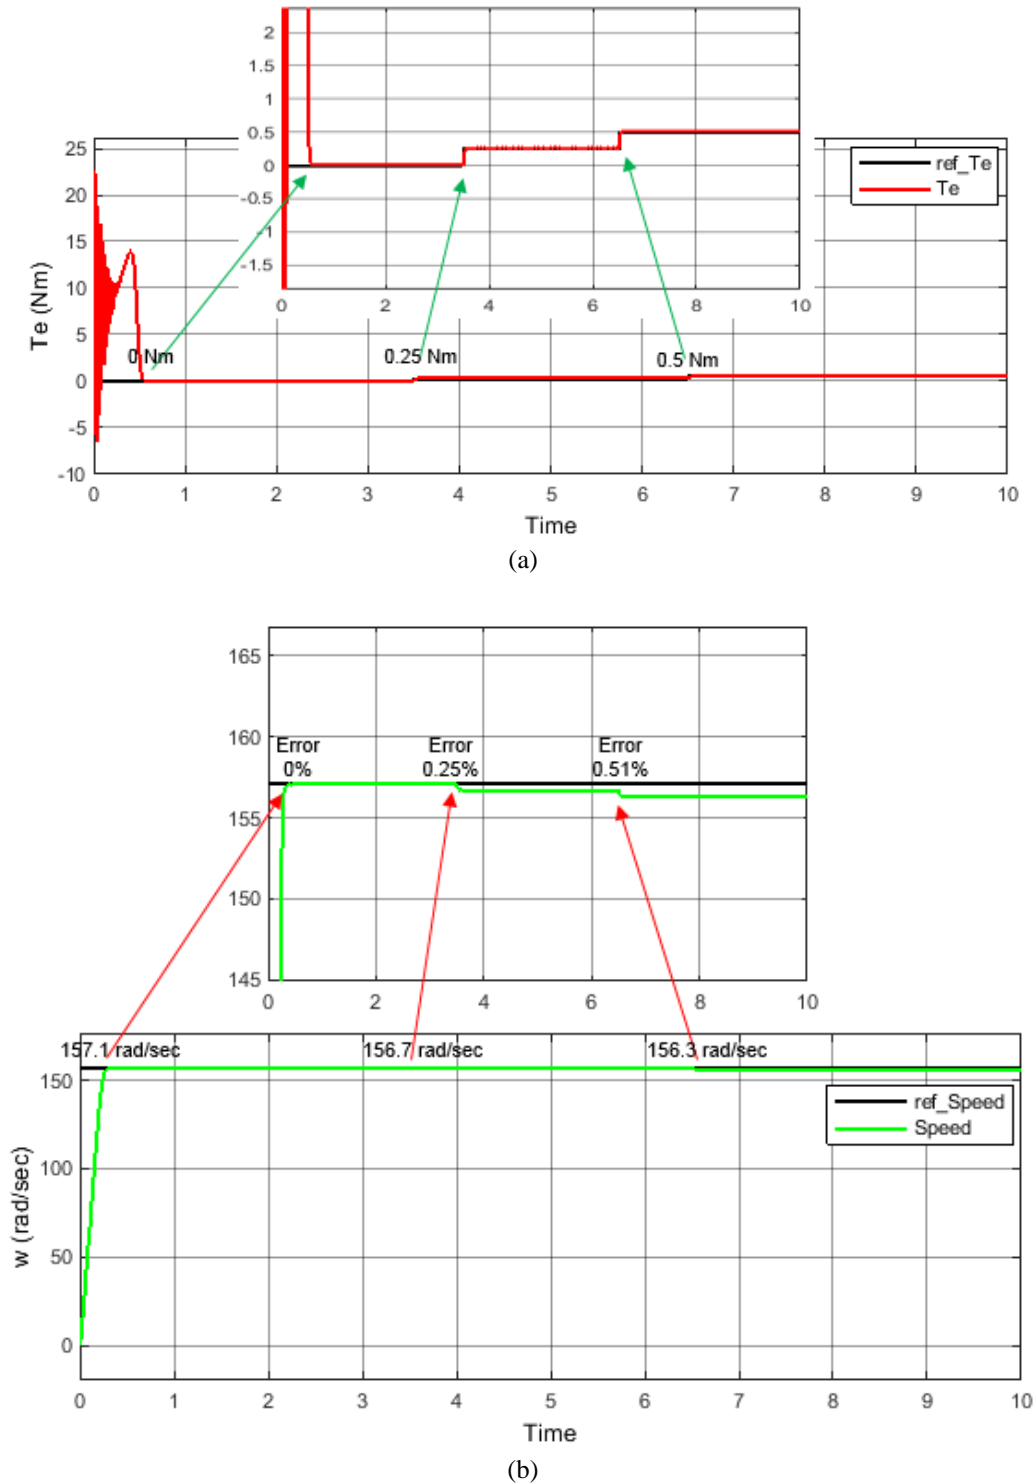 2
1.5
1
0.5
0
-0.5
-1
-1.5
0 2 4 6 8 10
25
20
15
10
5
0
-5
-10
ref_Te
Te
0 Nm
0.25 Nm
0.5 Nm
Te (Nm)
0 1 2 3 4 5 6 7 8 9 10
Time
(a)
165
160
155
150
145
Error
0%
Error
0.25%
Error
0.51%
0 2 4 6 8 10
157.1 rad/sec
156.7 rad/sec
156.3 rad/sec
150
100
50
0
ref_Speed
Speed
w (rad/sec)
0 1 2 3 4 5 6 7 8 9 10
Time
(b)